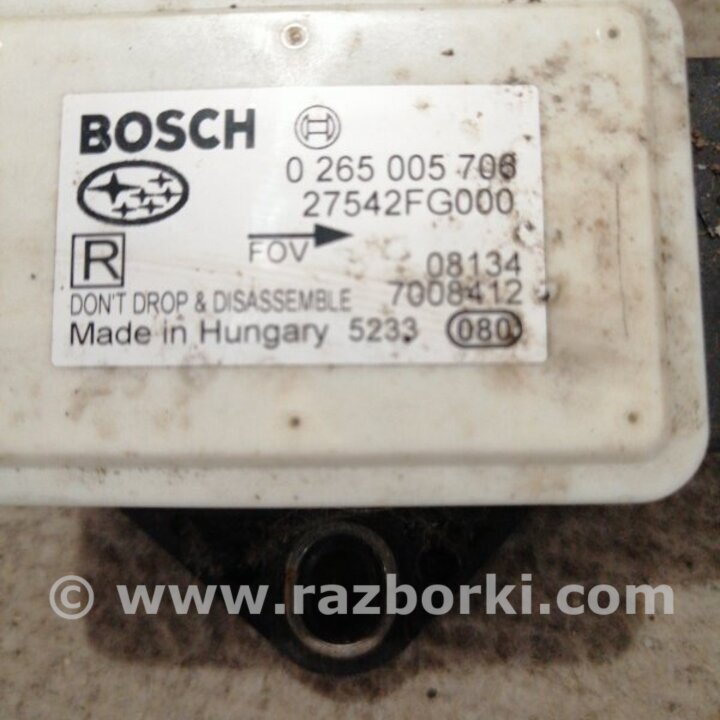 BOSCH
0 265 005 706
27542FG000
R
FOV
08134
DON'T DROP & DISASSEMBLE 7008412
Made in Hungary 5233 080
© www.razborki.com